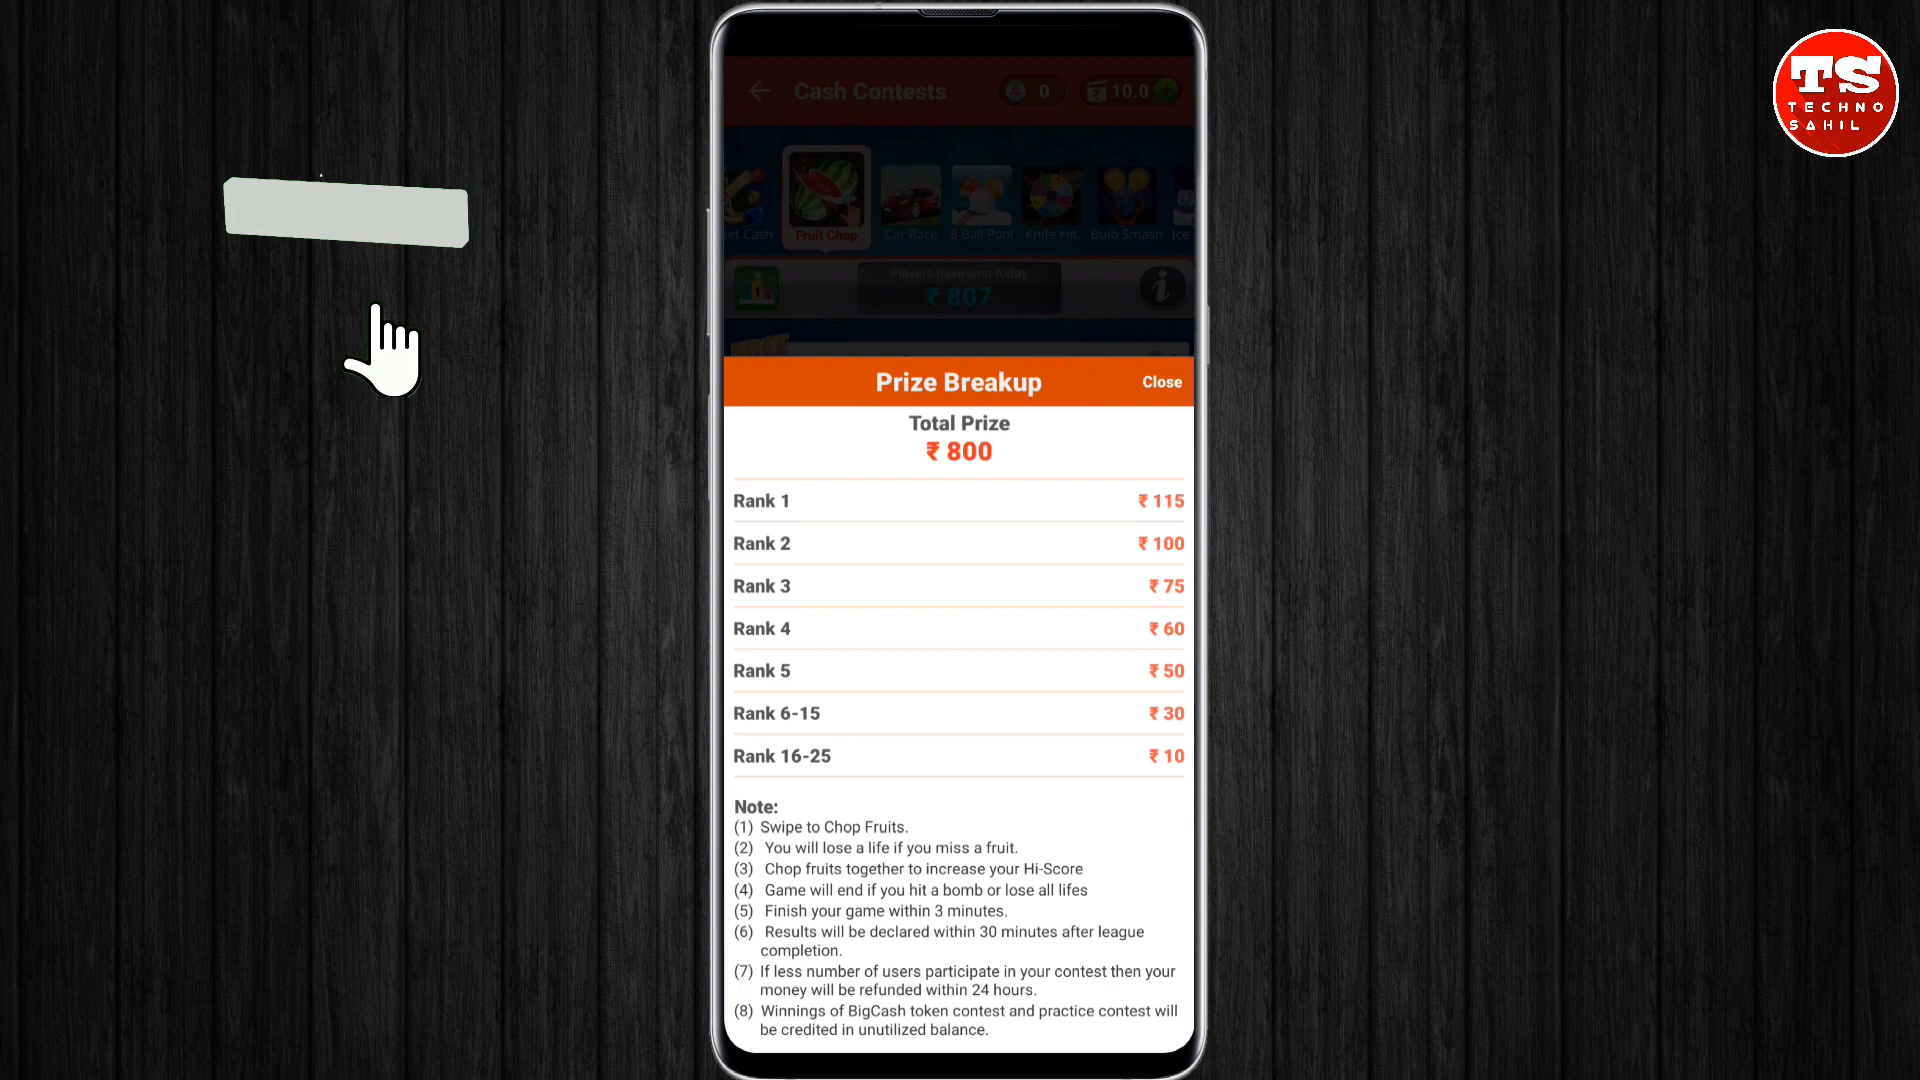 TS
TECHNO
SAHIL
Cash Contests
0
10.0
et Cash
Fruit Chop
Car Race
8 Ball Pool
Knife Hit
Bulb Smash
Ice
Players have won today
₹ 807
FREE
Prize Breakup
Close
Total Prize
₹ 800
Rank 1 ₹ 115
Rank 2 ₹ 100
Rank 3 ₹ 75
Rank 4 ₹ 60
Rank 5 ₹ 50
Rank 6-15 ₹ 30
Rank 16-25 ₹ 10
Note:
(1) Swipe to Chop Fruits.
(2) You will lose a life if you miss a fruit.
(3) Chop fruits together to increase your Hi-Score
(4) Game will end if you hit a bomb or lose all lifes
(5) Finish your game within 3 minutes.
(6) Results will be declared within 30 minutes after league
completion.
(7) If less number of users participate in your contest then your
money will be refunded within 24 hours.
(8) Winnings of BigCash token contest and practice contest will
be credited in unutilized balance.